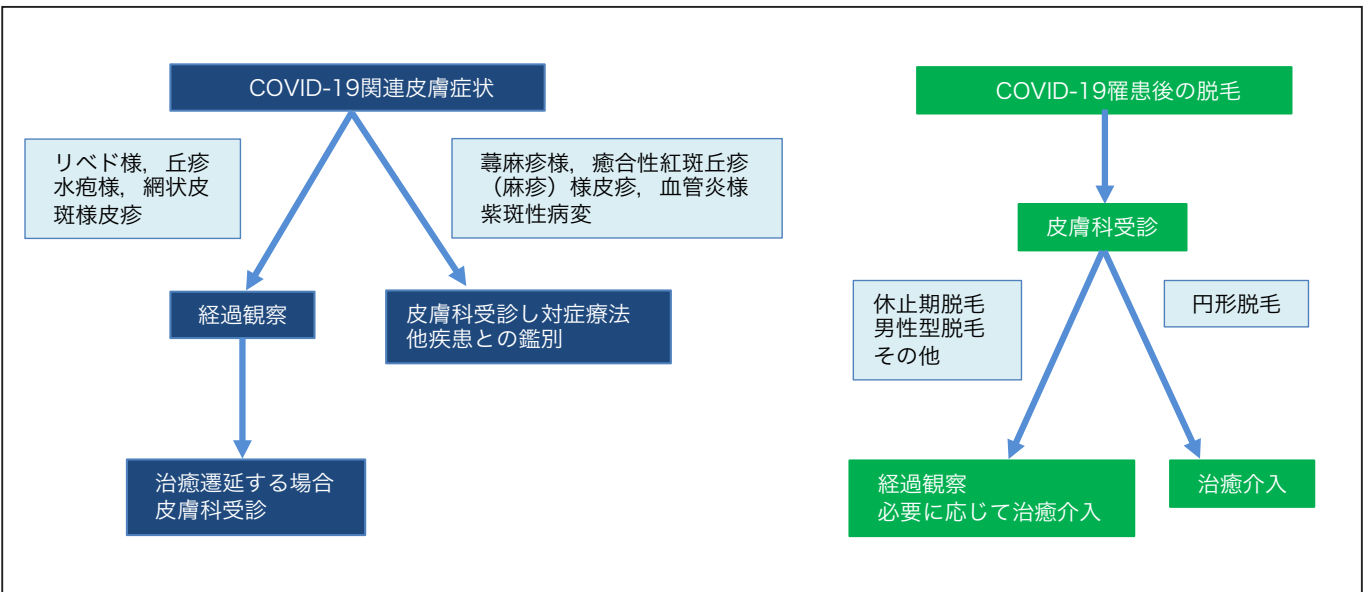 COVID-19関連皮膚症状
リベド様，丘疹
水疱様，網状皮
斑様皮疹
蕁麻疹様，癒合性紅斑丘疹
（麻疹）様皮疹，血管炎様
紫斑性病変
経過観察
皮膚科受診し対症療法
他疾患との鑑別
治癒遷延する場合
皮膚科受診
COVID-19罹患後の脱毛
皮膚科受診
休止期脱毛
男性型脱毛
その他
円形脱毛
経過観察
必要に応じて治癒介入
治癒介入